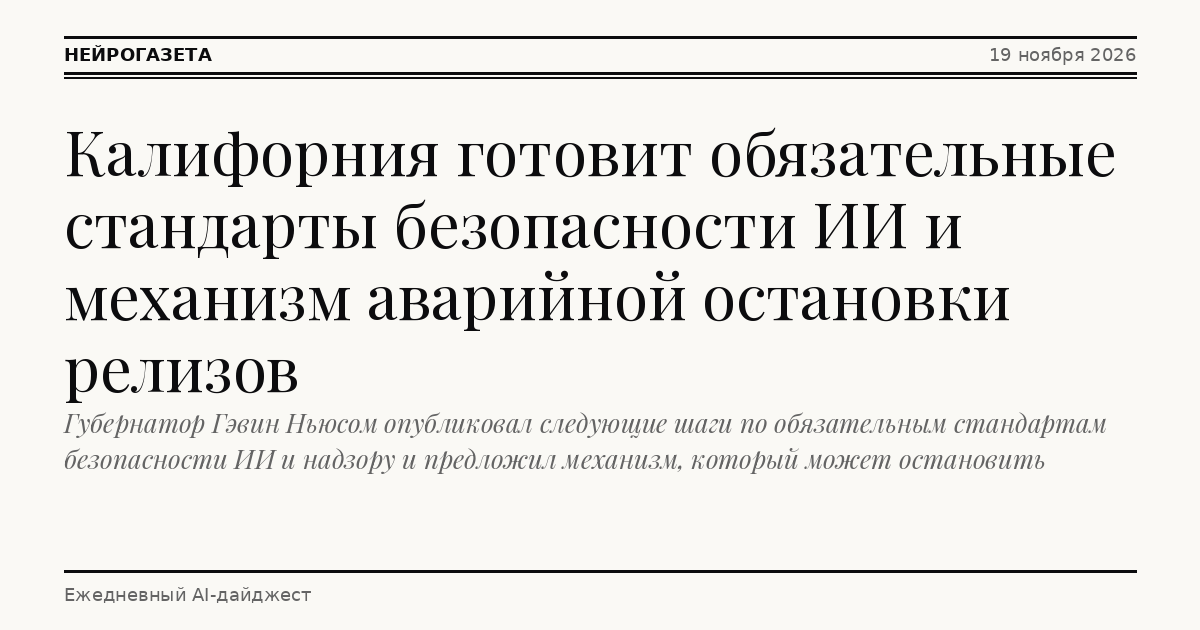 НЕЙРОГАЗЕТА
19 ноября 2026
Калифорния готовит обязательные
стандарты безопасности ИИ и
механизм аварийной остановки
релизов
Губернатор Гэвин Ньюсом опубликовал следующие шаги по обязательным стандартам
безопасности ИИ и надзору и предложил механизм, который может остановить
Ежедневный AI-дайджест